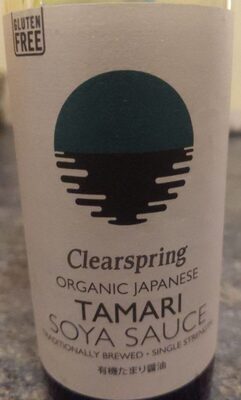 GLUTEN
FREE
Clearspring
ORGANIC JAPANESE
TAMARI
SOYA SAUCE
TRADITIONALLY BREWED • SINGLE STRENGTH
有機たまり醤油